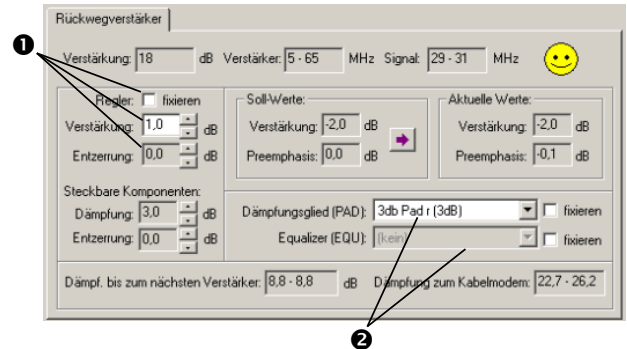 Rückwegverstärker
❶
Verstärkung: 18 dB Verstärker: 5 - 65 MHz Signal: 29 - 31 MHz
Regler: fixieren
Verstärkung: 1,0 dB
Entzerrung: 0,0 dB
Soll-Werte:
Verstärkung: -2,0 dB
Preemphasis: 0,0 dB
Aktuelle Werte:
Verstärkung: -2,0 dB
Preemphasis: -0,1 dB
Steckbare Komponenten:
Dämpfung: 3,0 dB
Entzerrung: 0,0 dB
Dämpfungsglied (PAD): 3db Pad r (3dB) fixieren
Equalizer (EQU): (kein) fixieren
Dämpf. bis zum nächsten Verstärker: 8,8 - 8,8 dB Dämpfung zum Kabelmodem: 22,7 - 26,2
❷